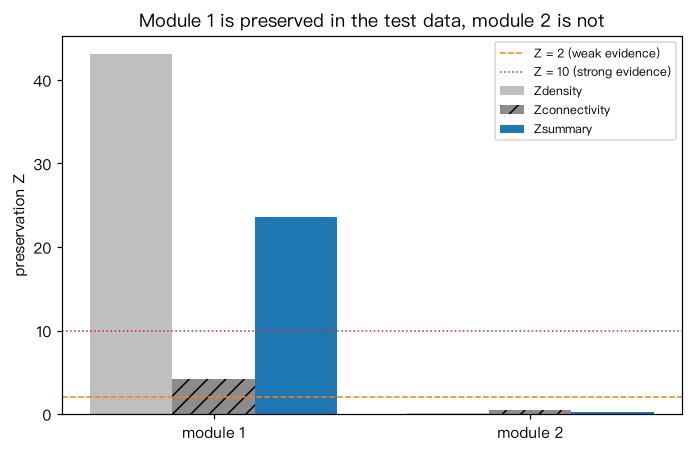 Module 1 is preserved in the test data, module 2 is not
preservation Z
40
30
20
10
0
module 1
module 2
Z = 2 (weak evidence)
Z = 10 (strong evidence)
Zdensity
Zconnectivity
Zsummary